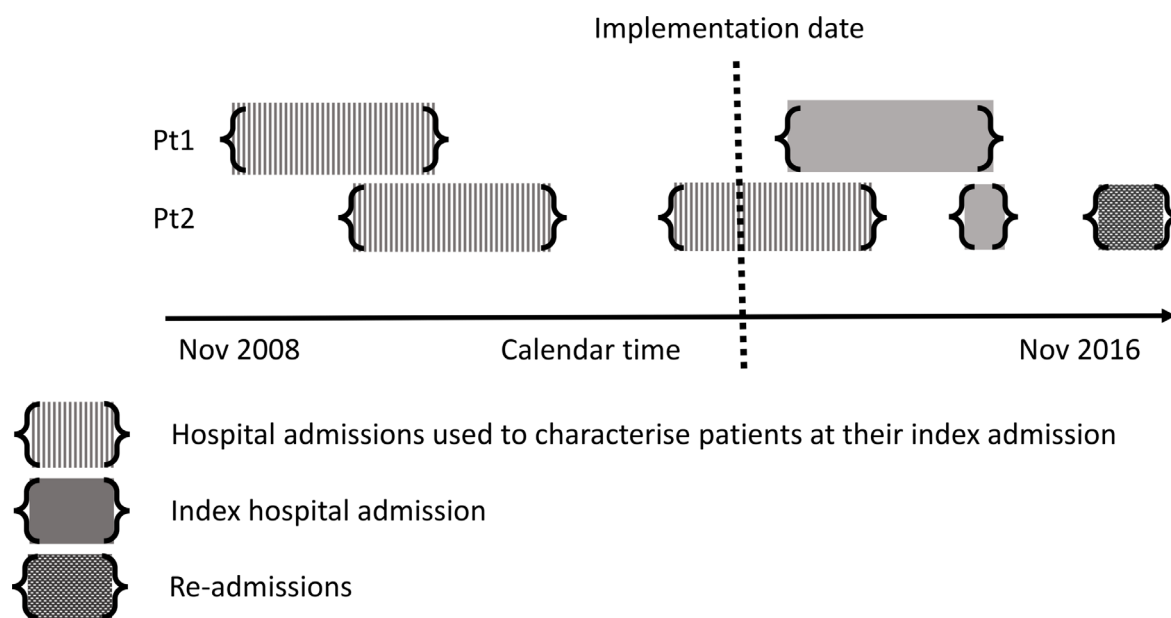 Implementation date
Pt1
Pt2
Nov 2008
Calendar time
Nov 2016
Hospital admissions used to characterise patients at their index admission
Index hospital admission
Re-admissions